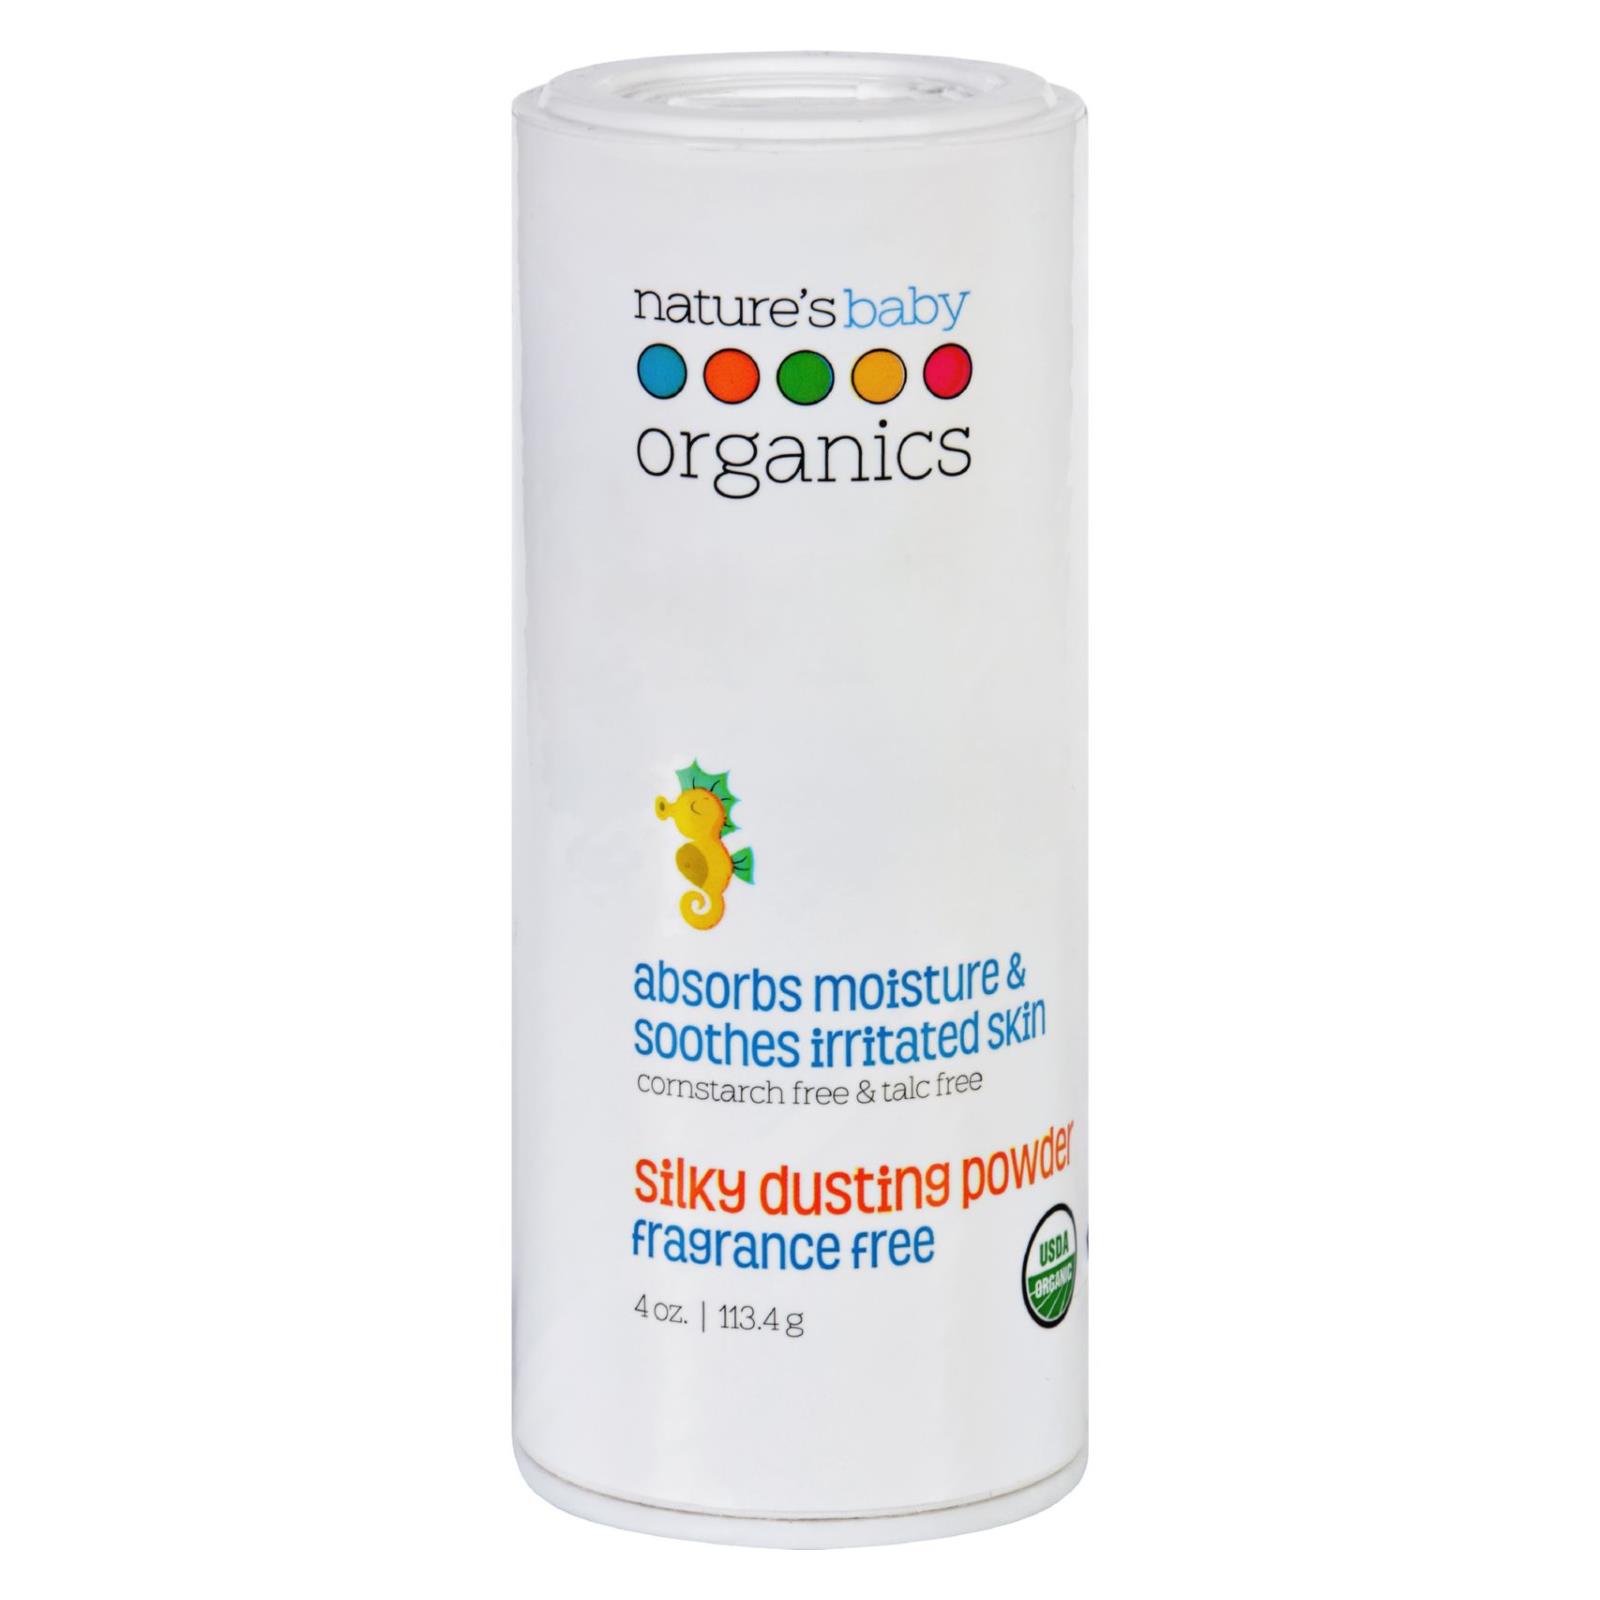 nature's baby
organics
absorbs moisture &
soothes irritated skin
cornstarch free & talc free
silky dusting powder
fragrance free
USDA
ORGANIC
4 oz. | 113.4 g